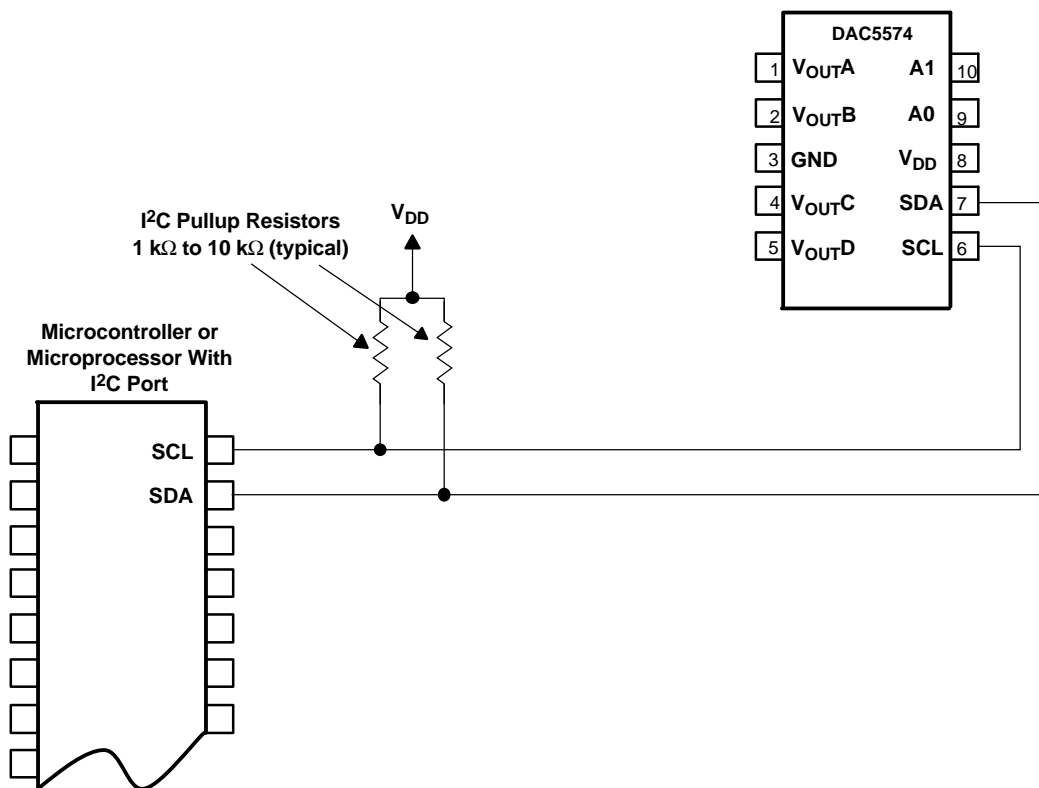 DAC5574
1 VOUTA A1 10
2 VOUTB A0 9
3 GND VDD 8
4 VOUTC SDA 7
5 VOUTD SCL 6
I²C Pullup Resistors
1 kΩ to 10 kΩ (typical)
VDD
Microcontroller or
Microprocessor With
I²C Port
SCL
SDA